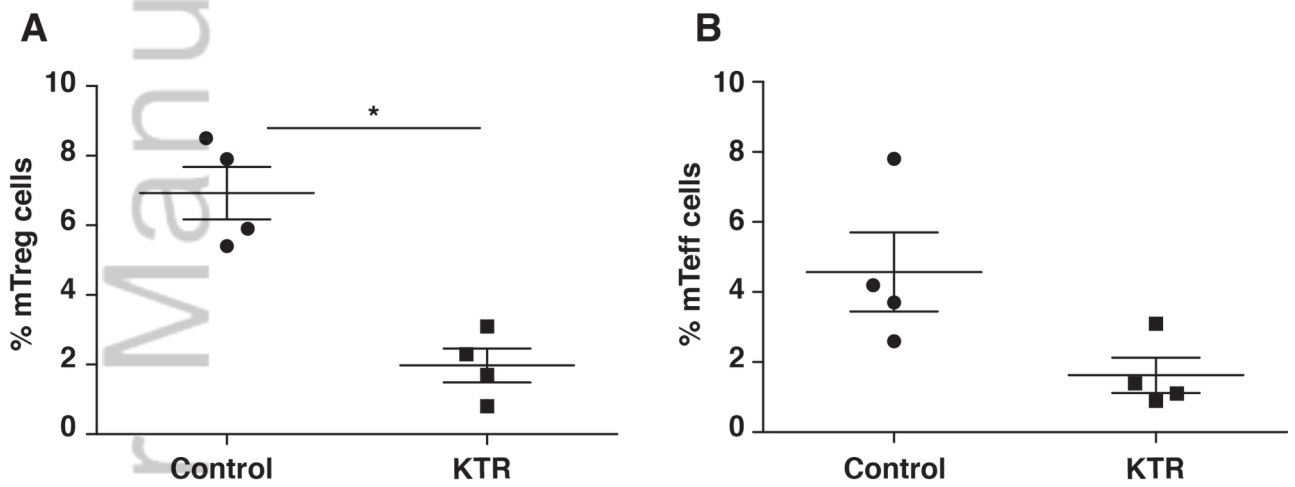 A
% mTreg cells
10
8
6
4
2
0
*
Control
KTR
B
% mTeff cells
10
8
6
4
2
0
Control
KTR
r Manu